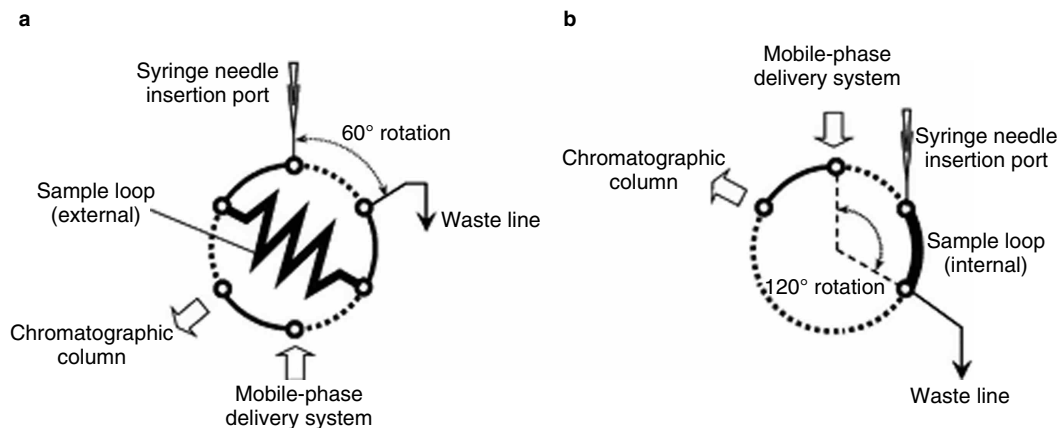 a
Syringe needle
insertion port
60° rotation
Sample loop
(external)
Waste line
Chromatographic
column
Mobile-phase
delivery system
b
Mobile-phase
delivery system
Chromatographic
column
Syringe needle
insertion port
Sample loop
(internal)
120° rotation
Waste line